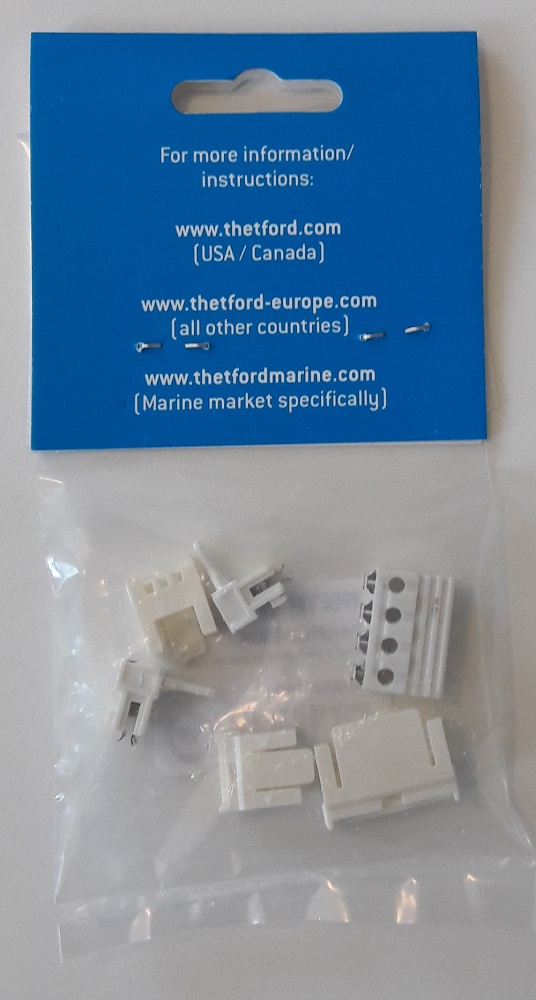 For more information/
instructions:
www.thetford.com
(USA / Canada)
www.thetford-europe.com
(all other countries)
www.thetfordmarine.com
(Marine market specifically)